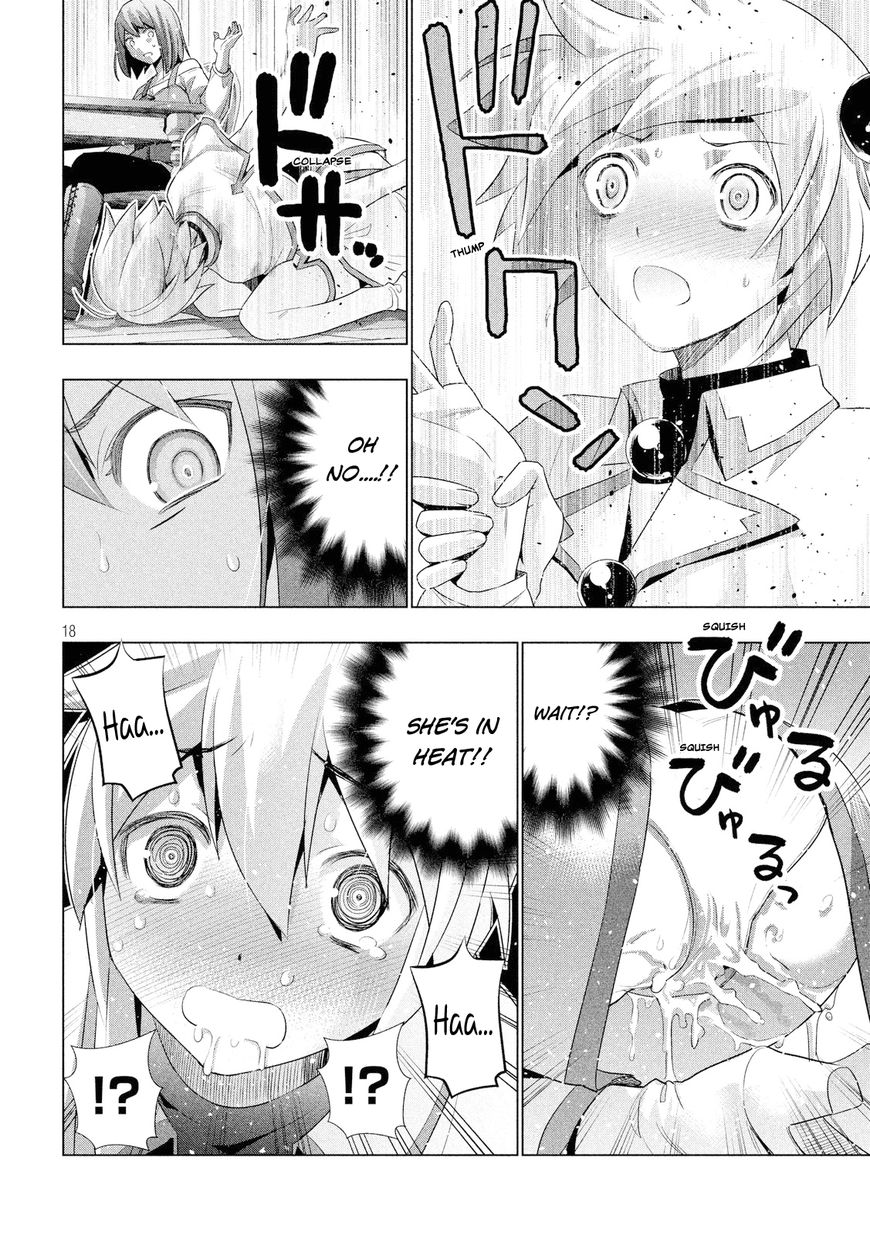 ドクン
THUMP
ドサッ
COLLAPSE
OH
NO....!!
18
びゅるびゅるっ
SQUISH
SQUISH
WAIT!?
SHE'S IN
HEAT!!
Haa...
Haa...
!?
!?